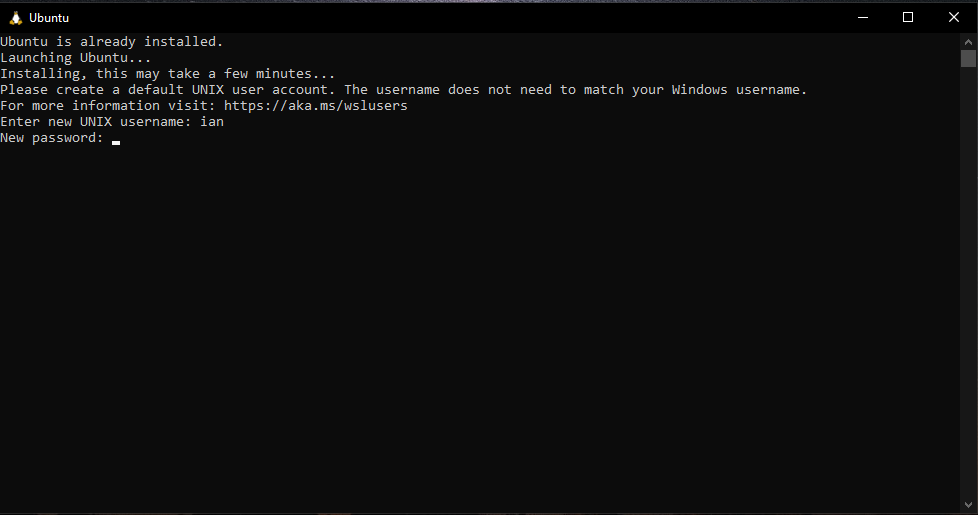 Ubuntu
Ubuntu is already installed.
Launching Ubuntu...
Installing, this may take a few minutes...
Please create a default UNIX user account. The username does not need to match your Windows username.
For more information visit: https://aka.ms/wslusers
Enter new UNIX username: ian
New password: